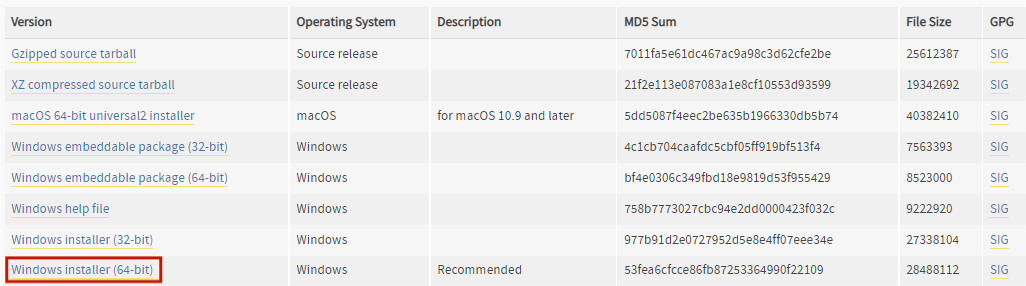 Version Operating System Description MD5 Sum File Size GPG
Gzipped source tarball Source release 7011fa5e61dc467ac9a98c3d62cfe2be 25612387 SIG
XZ compressed source tarball Source release 21f2e113e087083a1e8cf10553d93599 19342692 SIG
macOS 64-bit universal2 installer macOS for macOS 10.9 and later 5dd5087f4eec2be635b1966330db5b74 40382410 SIG
Windows embeddable package (32-bit) Windows 4c1cb704caafdc5cbf05ff919bf513f4 7563393 SIG
Windows embeddable package (64-bit) Windows bf4e0306c349fbd18e9819d53f955429 8523000 SIG
Windows help file Windows 758b7773027cbc94e2dd0000423f032c 9222920 SIG
Windows installer (32-bit) Windows 977b91d2e0727952d5e8e4ff07eee34e 27338104 SIG
Windows installer (64-bit) Windows Recommended 53fea6cfcce86fb87253364990f22109 28488112 SIG